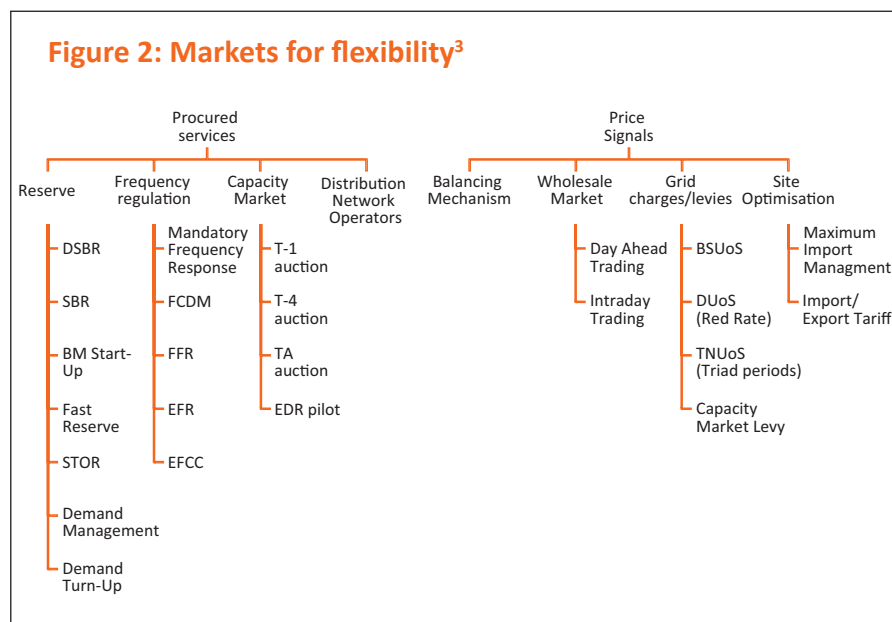 Figure 2: Markets for flexibility³
Procured
services
Price
Signals
Reserve
Frequency
regulation
Capacity
Market
Distribution
Network
Operators
Balancing
Mechanism
Wholesale
Market
Grid
charges/levies
Site
Optimisation
DSBR
SBR
BM Start-
Up
Fast
Reserve
STOR
Demand
Management
Demand
Turn-Up
Mandatory
Frequency
Response
FCDM
FFR
EFR
EFCC
T-1
auction
T-4
auction
TA
auction
EDR pilot
Day Ahead
Trading
Intraday
Trading
BSUoS
DUoS
(Red Rate)
TNUoS
(Triad periods)
Capacity
Market Levy
Maximum
Import
Managment
Import/
Export Tariff